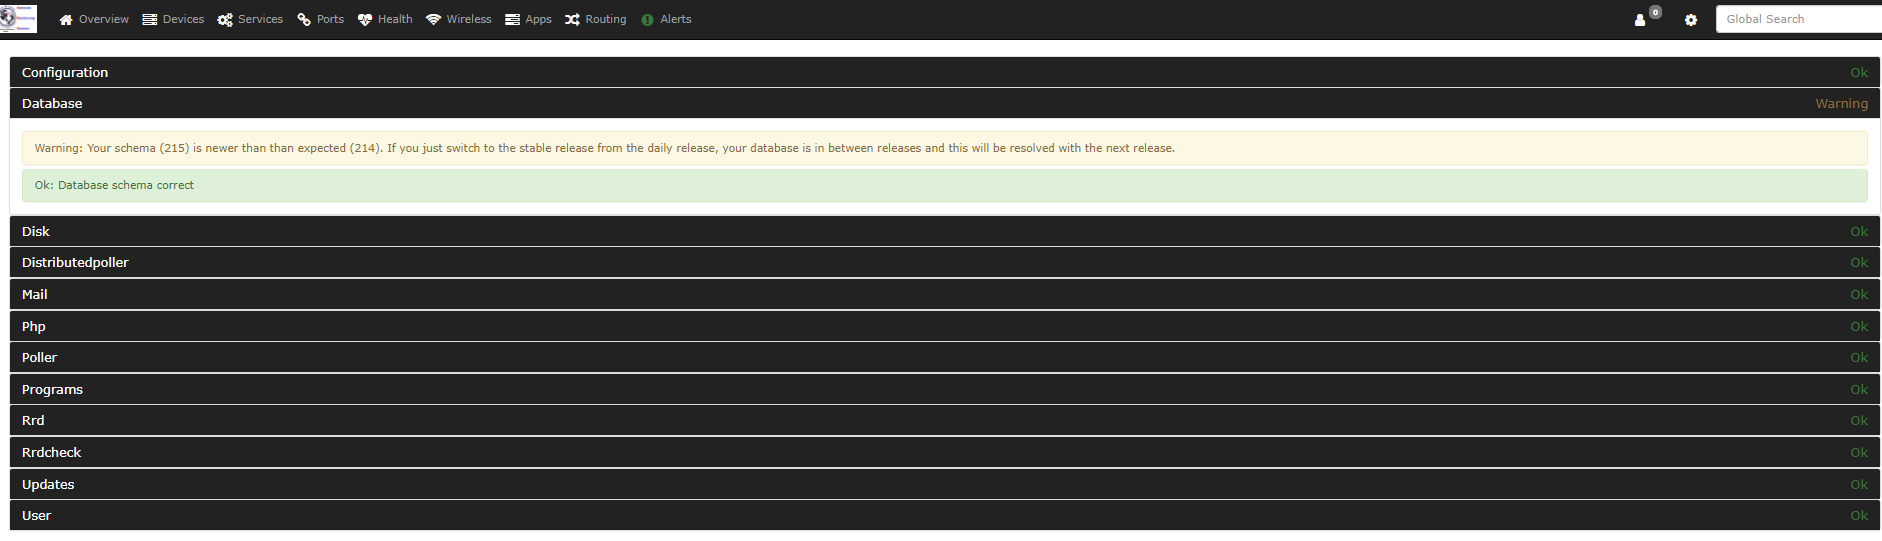 Overview Devices Services Ports Health Wireless Apps Routing Alerts 0 Global Search
Configuration Ok
Database Warning
Warning: Your schema (215) is newer than than expected (214). If you just switch to the stable release from the daily release, your database is in between releases and this will be resolved with the next release.
Ok: Database schema correct
Disk Ok
Distributedpoller Ok
Mail Ok
Php Ok
Poller Ok
Programs Ok
Rrd Ok
Rrdcheck Ok
Updates Ok
User Ok